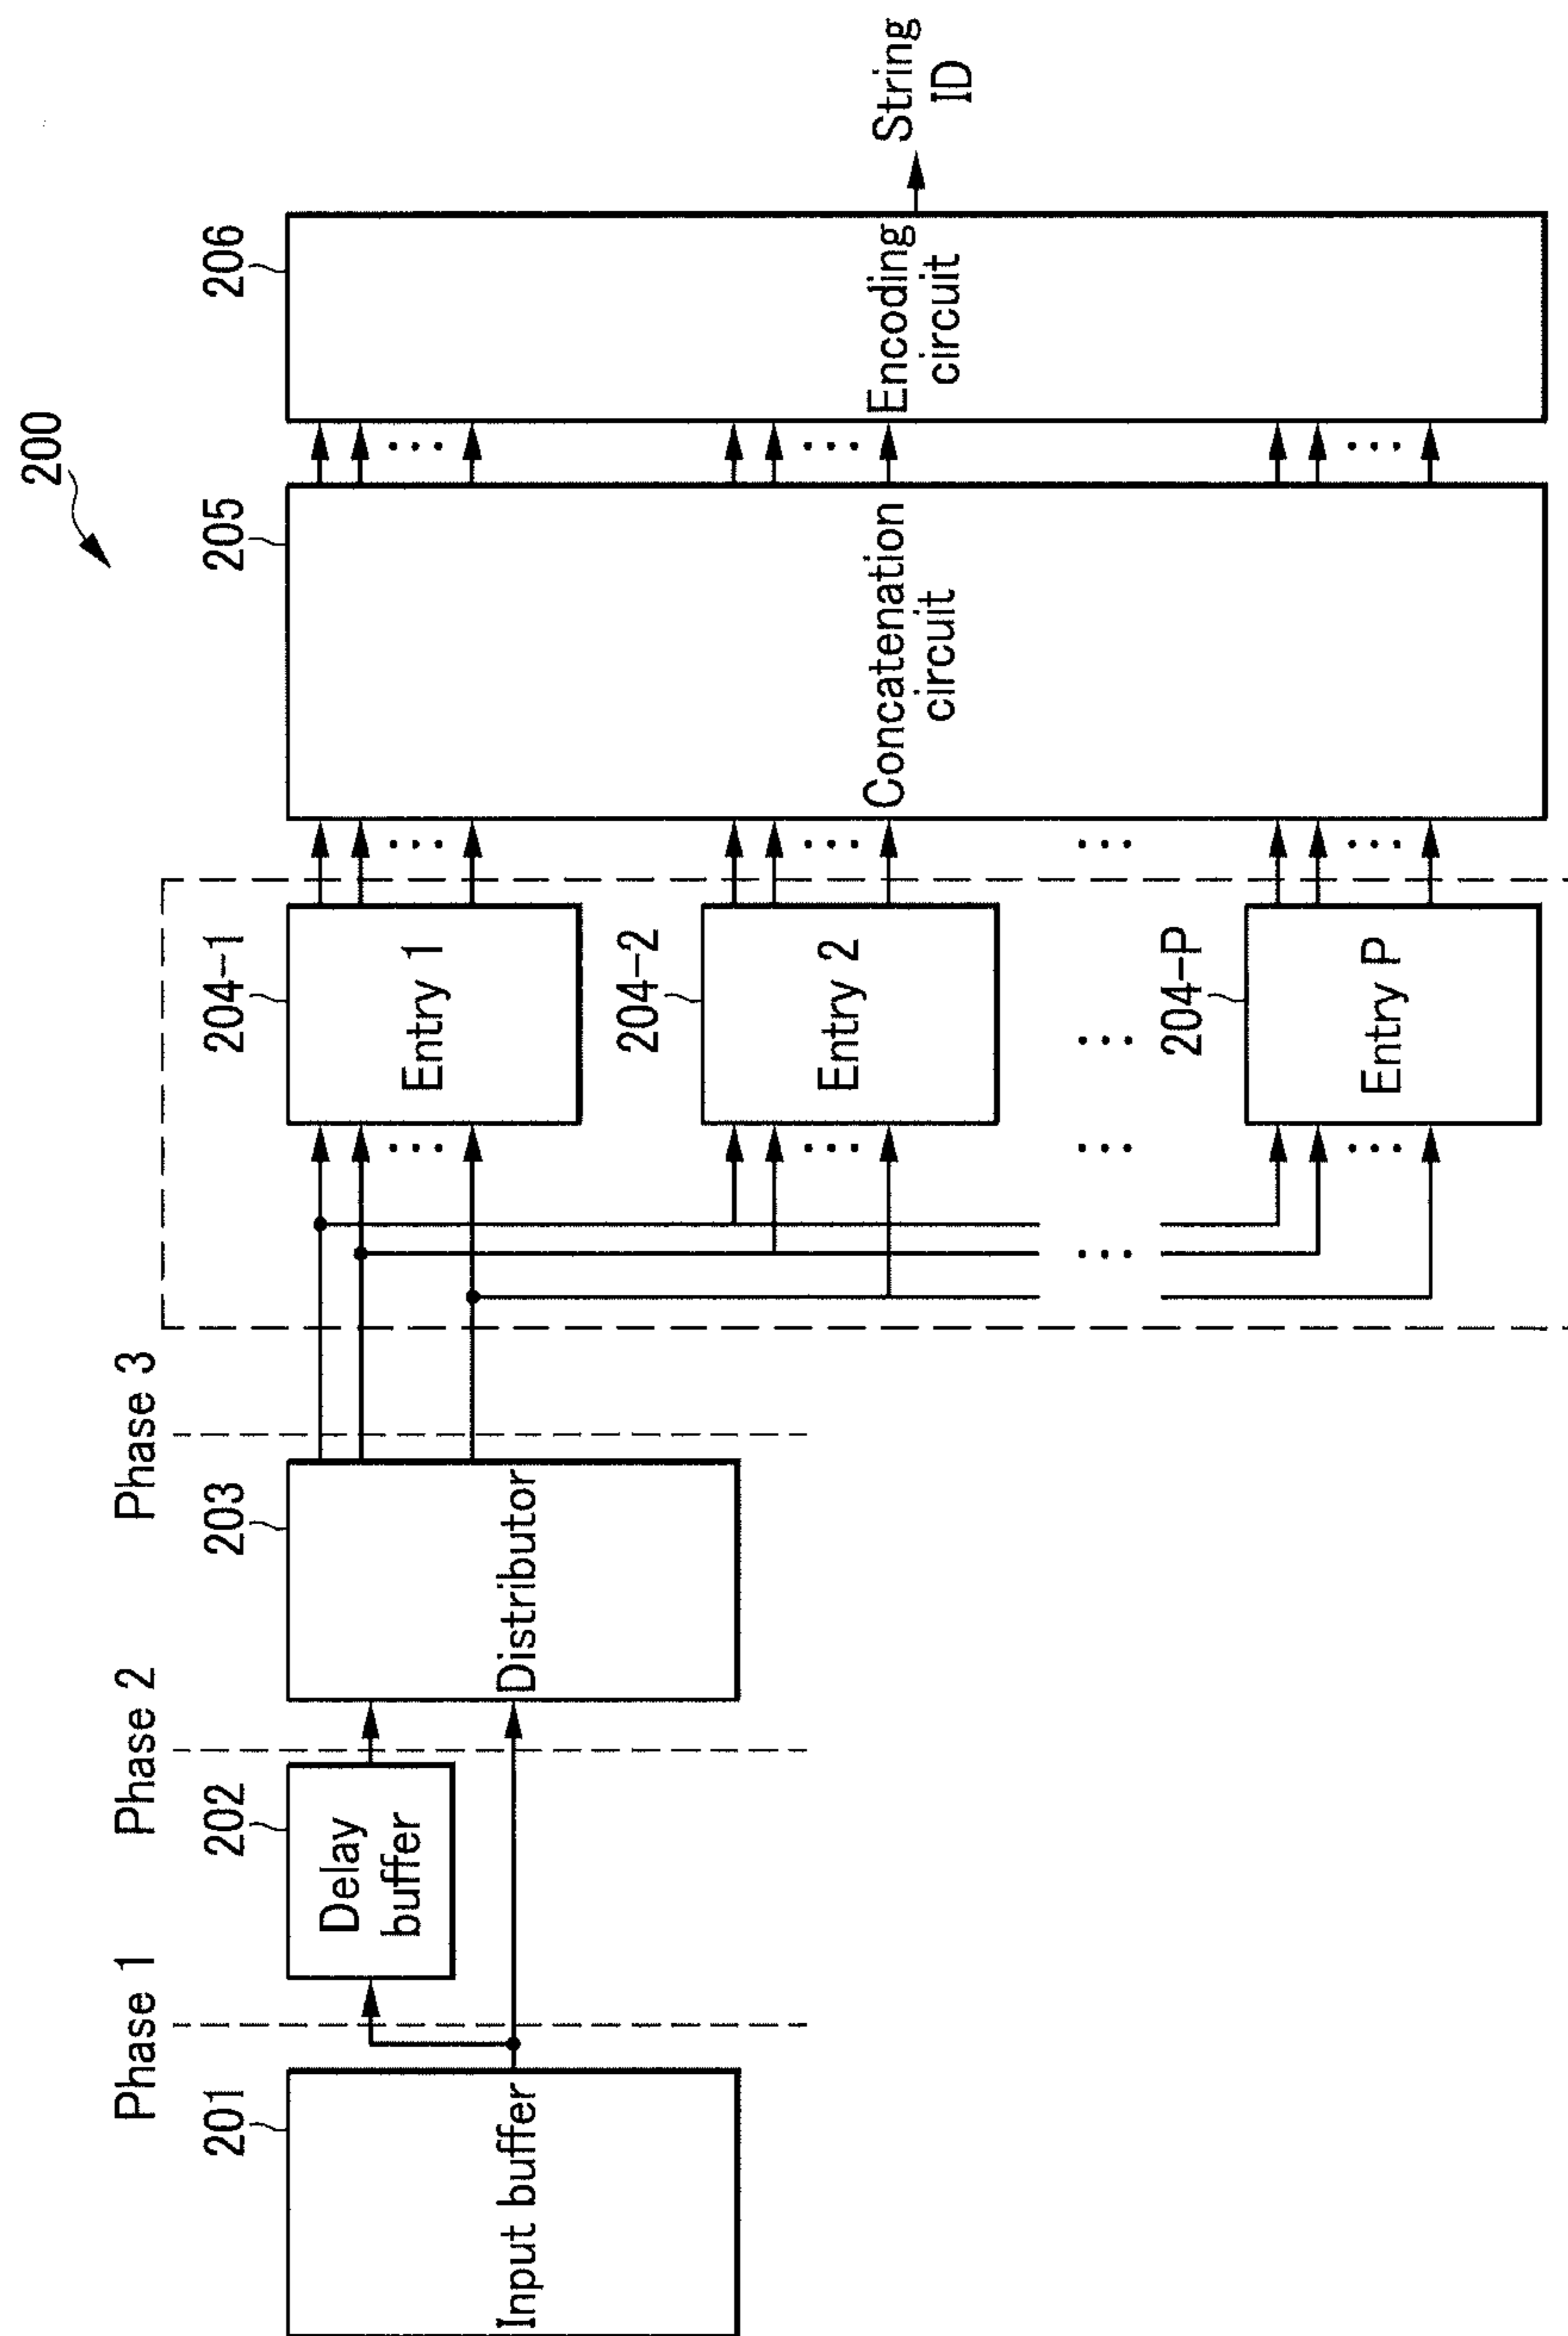 200
Phase 1
Phase 2
Phase 3
201
Input buffer
202
Delay
buffer
203
Distributor
204-1
Entry 1
204-2
Entry 2
204-P
Entry P
205
Concatenation
circuit
206
Encoding
circuit
String
ID